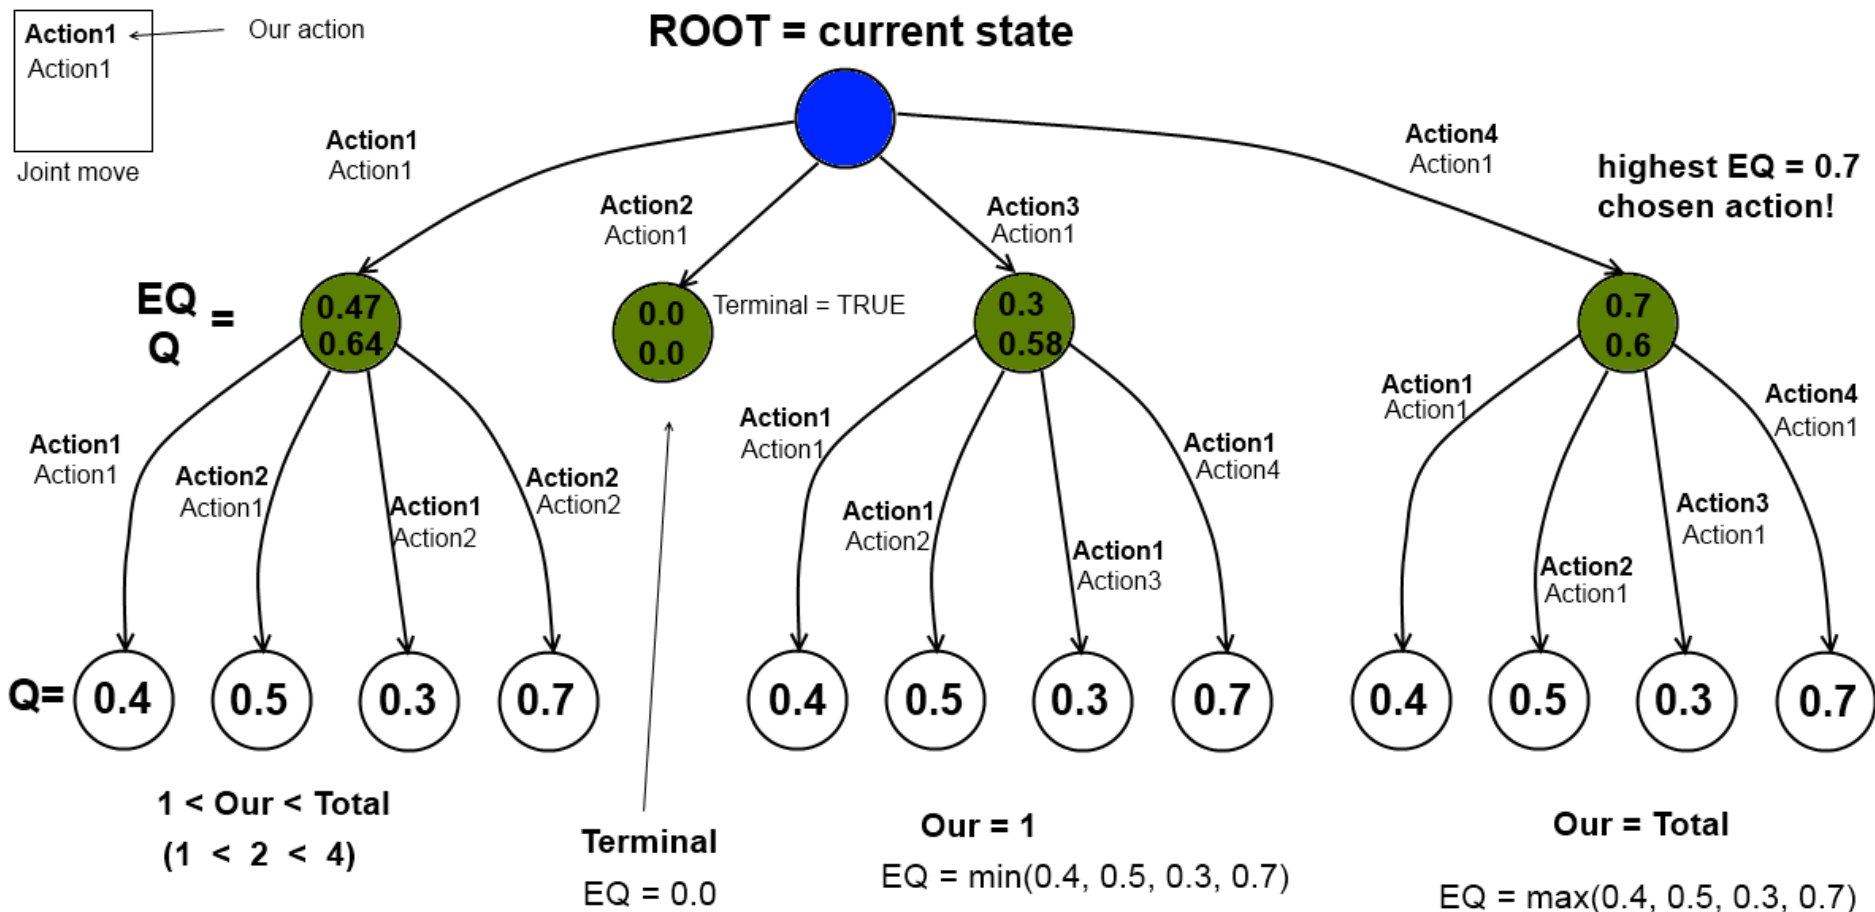 ROOT = current state
Action1
Action1
Our action
Joint move
Action1
Action1
Action2
Action1
Action3
Action1
Action4
Action1
highest EQ = 0.7
chosen action!
EQ
Q
=
0.47
0.64
0.0
0.0
Terminal = TRUE
0.3
0.58
0.7
0.6
Action1
Action1
Action2
Action1
Action1
Action2
Action2
Action2
Action1
Action1
Action1
Action2
Action1
Action3
Action1
Action4
Action1
Action1
Action2
Action1
Action3
Action1
Action4
Action1
Q= 0.4 0.5 0.3 0.7 0.4 0.5 0.3 0.7 0.4 0.5 0.3 0.7
1 < Our < Total
(1 < 2 < 4)
Terminal
EQ = 0.0
Our = 1
EQ = min(0.4, 0.5, 0.3, 0.7)
Our = Total
EQ = max(0.4, 0.5, 0.3, 0.7)